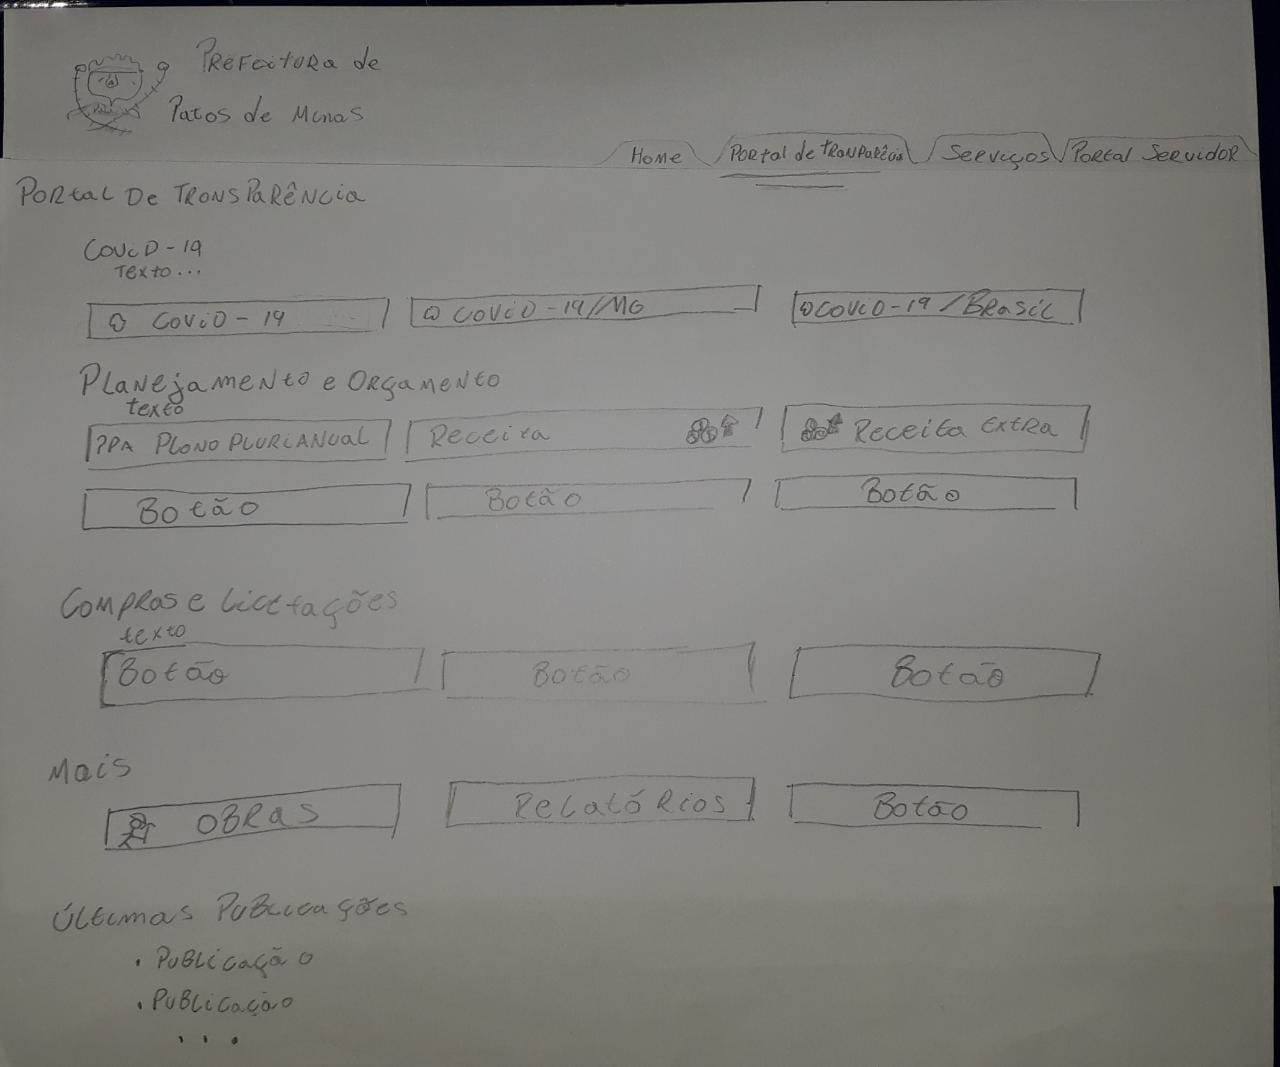 Prefeitura de
Patos de Minas
Home
Portal de Tranparência
Serviços
Portal Servidor
Portal De Transparência
Covid-19
Texto...
Covid-19
Covid-19/MG
Covid-19/Brasil
Planejamento e Orçamento
texto
PPA Plano Plurianual
Receita
Receita Extra
Botão
Botão
Botão
Compras e Licitações
texto
Botão
Botão
Botão
Mais
Obras
Relatórios
Botão
Últimas Publicações
• Publicação
• Publicação
...